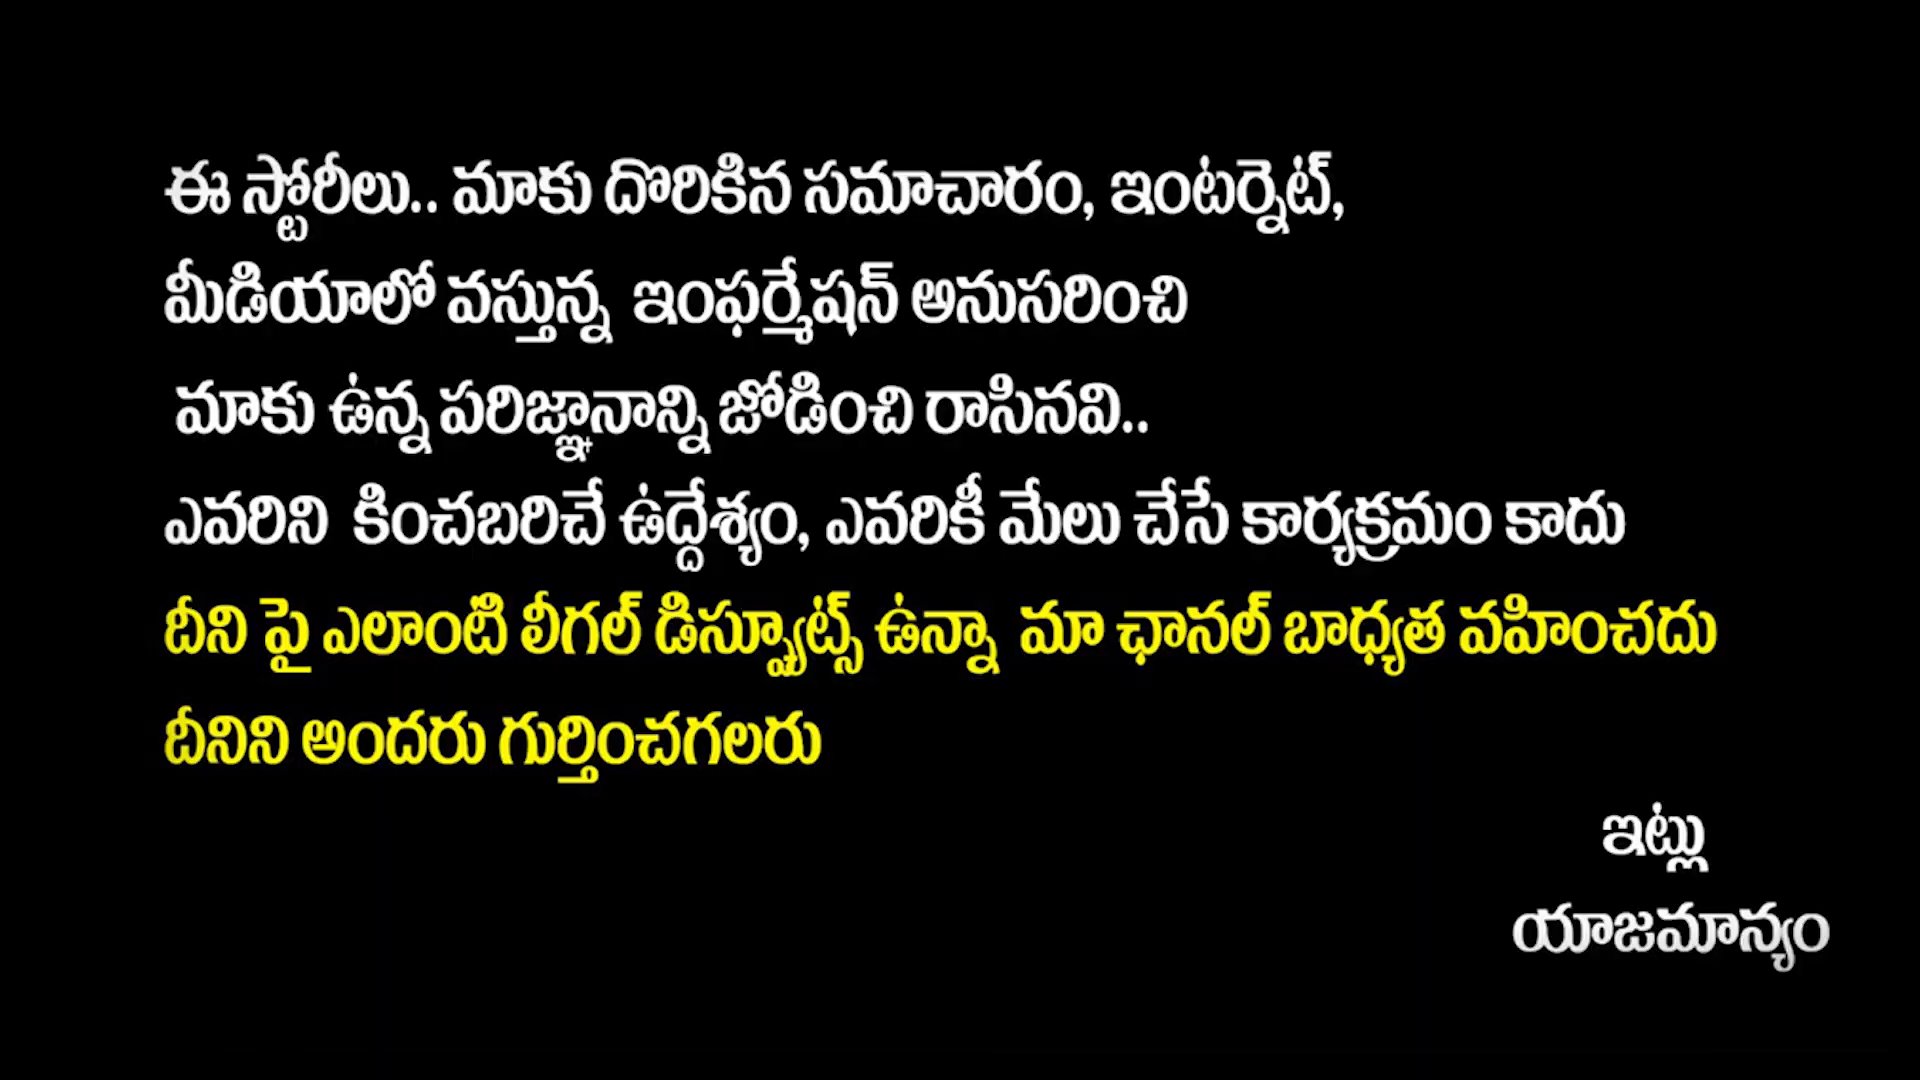 ఈ స్టోరీలు.. మాకు దొరికిన సమాచారం, ఇంటర్నెట్,
మీడియాలో వస్తున్న ఇంఫర్మేషన్ అనుసరించి
మాకు ఉన్న పరిజ్ఞానాన్ని జోడించి రాసినవి..
ఎవరిని కించబరిచే ఉద్దేశ్యం, ఎవరికీ మేలు చేసే కార్యక్రమం కాదు
దీని పై ఎలాంటి లీగల్ డిస్ప్యూట్స్ ఉన్నా మా ఛానల్ బాధ్యత వహించదు
దీనిని అందరు గుర్తించగలరు
ఇట్లు
యాజమాన్యం